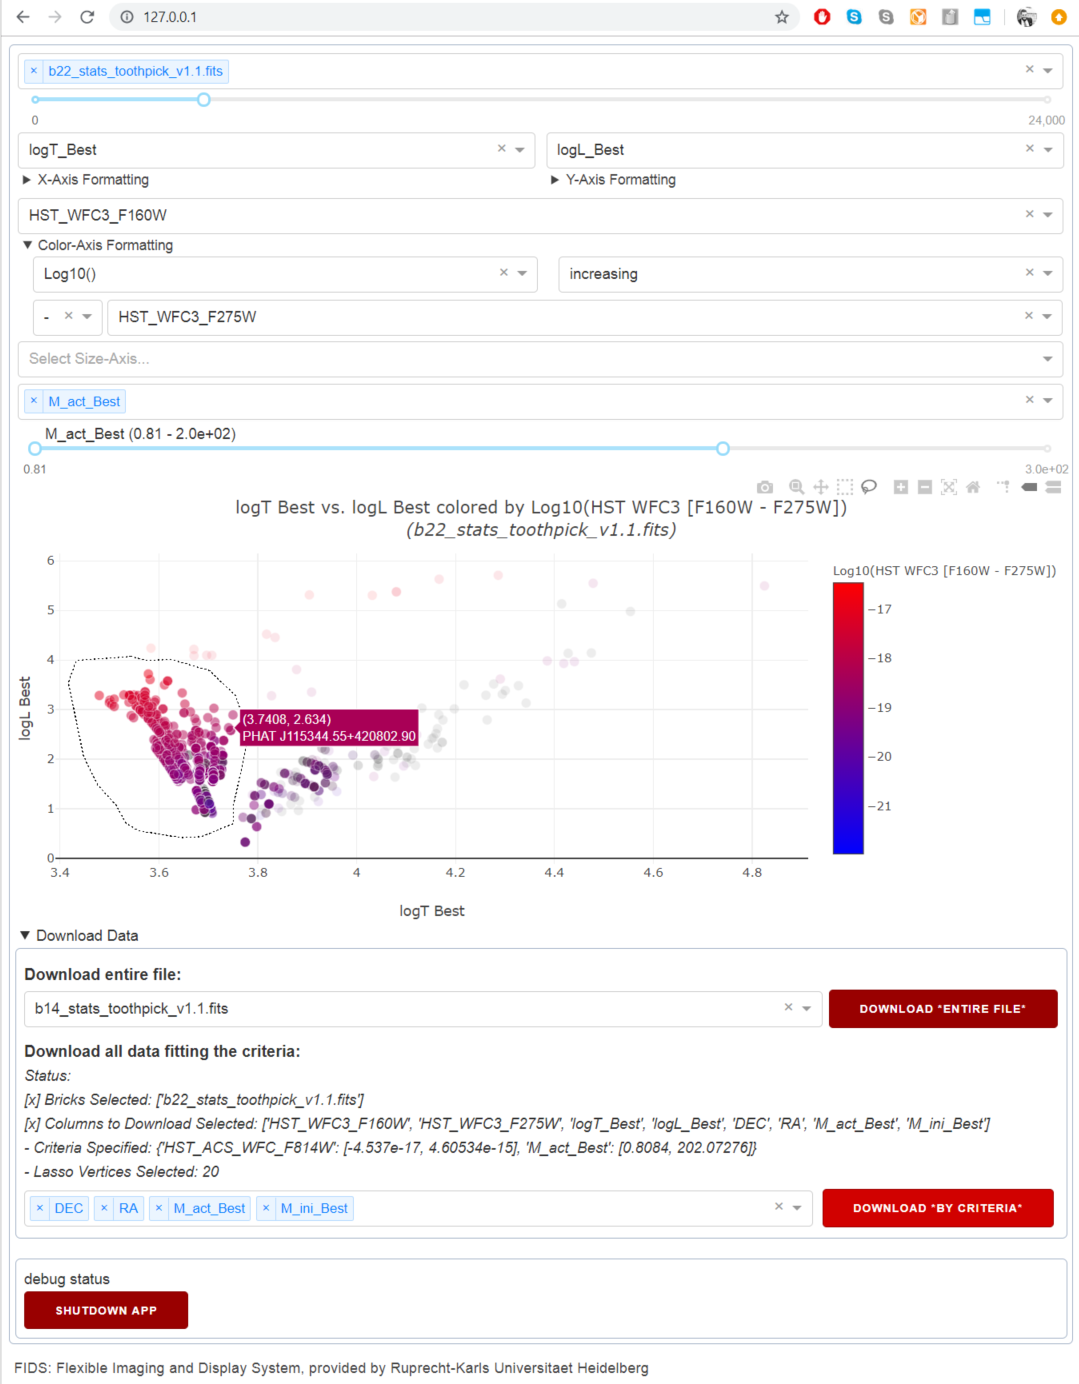 127.0.0.1
× b22_stats_toothpick_v1.1.fits ×
0 24,000
logT_Best × logL_Best ×
▶ X-Axis Formatting ▶ Y-Axis Formatting
HST_WFC3_F160W ×
▼ Color-Axis Formatting
Log10() × increasing ×
- × HST_WFC3_F275W ×
Select Size-Axis...
× M_act_Best ×
M_act_Best (0.81 - 2.0e+02)
0.81 3.0e+02
logT Best vs. logL Best colored by Log10(HST WFC3 [F160W - F275W])
(b22_stats_toothpick_v1.1.fits)
Log10(HST WFC3 [F160W - F275W])
6
5
4
3
2
1
0
logL Best
(3.7408, 2.634)
PHAT J115344.55+420802.90
−17
−18
−19
−20
−21
3.4 3.6 3.8 4 4.2 4.4 4.6 4.8
logT Best
▼ Download Data
Download entire file:
b14_stats_toothpick_v1.1.fits × DOWNLOAD *ENTIRE FILE*
Download all data fitting the criteria:
Status:
[x] Bricks Selected: ['b22_stats_toothpick_v1.1.fits']
[x] Columns to Download Selected: ['HST_WFC3_F160W', 'HST_WFC3_F275W', 'logT_Best', 'logL_Best', 'DEC', 'RA', 'M_act_Best', 'M_ini_Best']
- Criteria Specified: {'HST_ACS_WFC_F814W': [-4.537e-17, 4.60534e-15], 'M_act_Best': [0.8084, 202.07276]}
- Lasso Vertices Selected: 20
× DEC × RA × M_act_Best × M_ini_Best × DOWNLOAD *BY CRITERIA*
debug status
SHUTDOWN APP
FIDS: Flexible Imaging and Display System, provided by Ruprecht-Karls Universitaet Heidelberg